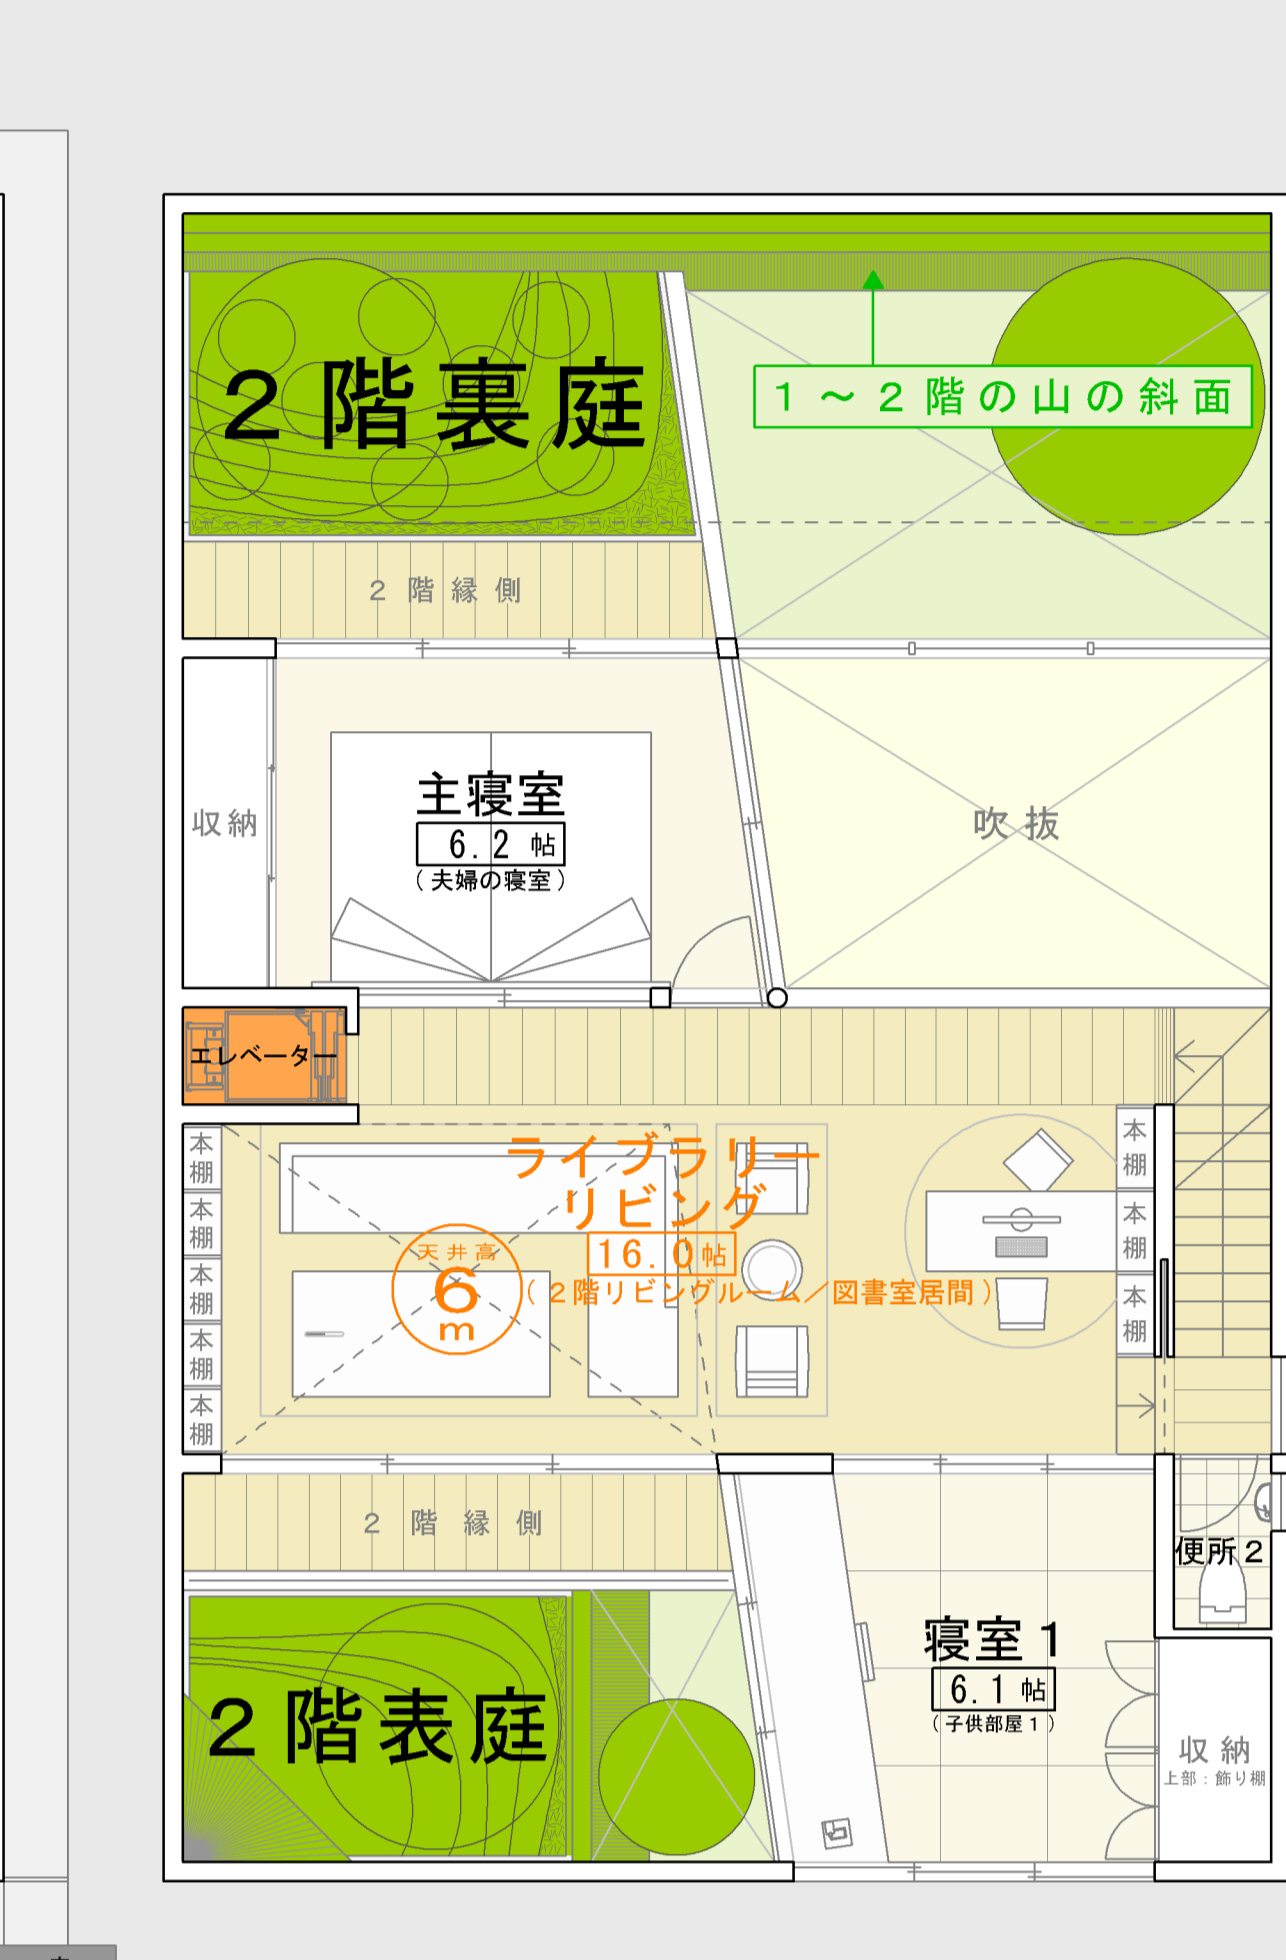 ２階裏庭
１～２階の山の斜面
２階縁側
収納
主寝室
6.2帖
（夫婦の寝室）
吹抜
エレベーター
本棚
本棚
本棚
本棚
本棚
ライブラリー
リビング
16.0帖
（２階リビングルーム／図書室居間）
天井高
6
m
本棚
本棚
本棚
２階縁側
便所２
２階表庭
寝室１
6.1帖
（子供部屋１）
収納
上部：飾り棚